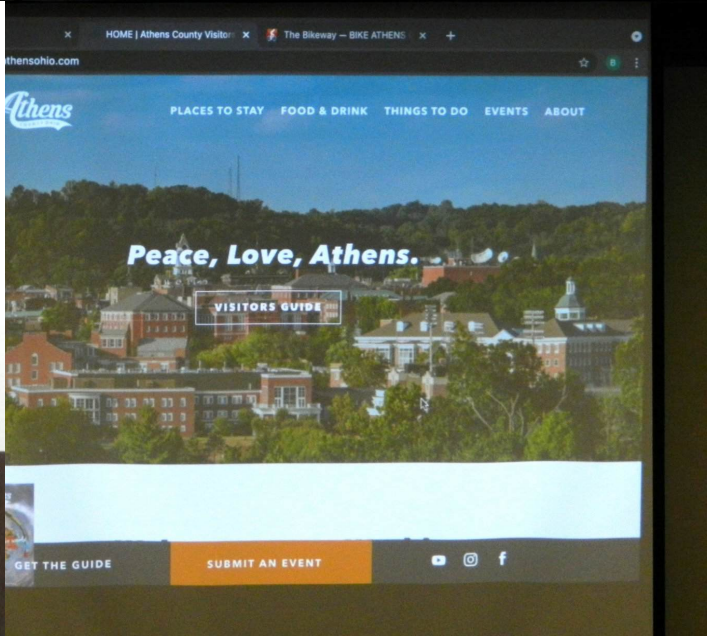 HOME | Athens County Visitor
The Bikeway — BIKE ATHENS
thensohio.com
B
Athens
PLACES TO STAY FOOD & DRINK THINGS TO DO EVENTS ABOUT
Peace, Love, Athens.
VISITORS GUIDE
GET THE GUIDE SUBMIT AN EVENT